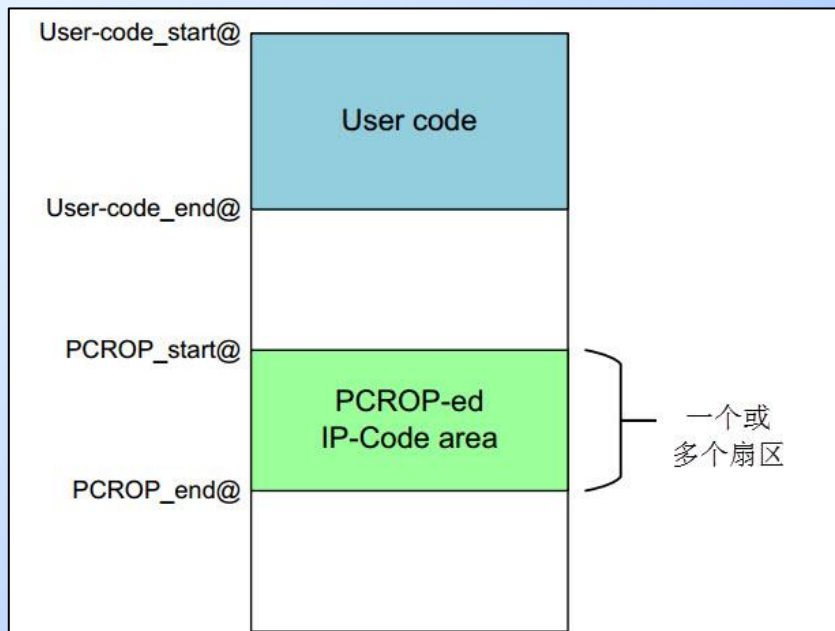 User-code_start@
User code
User-code_end@
PCROP_start@
PCROP-ed
IP-Code area
一个或
多个扇区
PCROP_end@